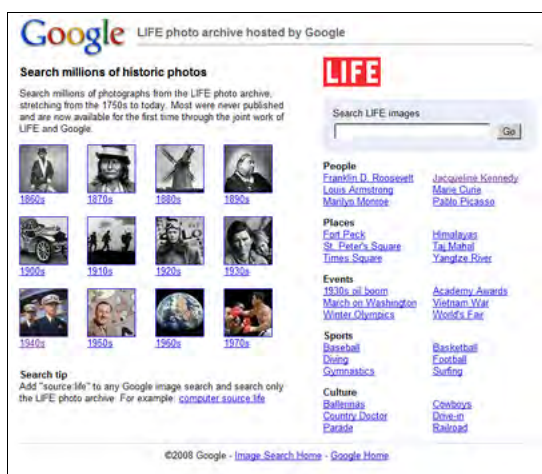 Google LIFE photo archive hosted by Google
Search millions of historic photos
Search millions of photographs from the LIFE photo archive,
stretching from the 1750s to today. Most were never published
and are now available for the first time through the joint work of
LIFE and Google.
1860s 1870s 1880s 1890s
1900s 1910s 1920s 1930s
1940s 1950s 1960s 1970s
Search tip
Add "source:life" to any Google image search and search only
the LIFE photo archive. For example: computer source:life
LIFE
Search LIFE images
Go
People
Franklin D. Roosevelt Jacqueline Kennedy
Louis Armstrong Marie Curie
Marilyn Monroe Pablo Picasso
Places
Fort Peck Himalayas
St. Peter's Square Taj Mahal
Times Square Yangtze River
Events
1930s oil boom Academy Awards
March on Washington Vietnam War
Winter Olympics World's Fair
Sports
Baseball Basketball
Diving Football
Gymnastics Surfing
Culture
Ballerinas Cowboys
Country Doctor Drive-in
Parade Railroad
©2008 Google - Image Search Home - Google Home